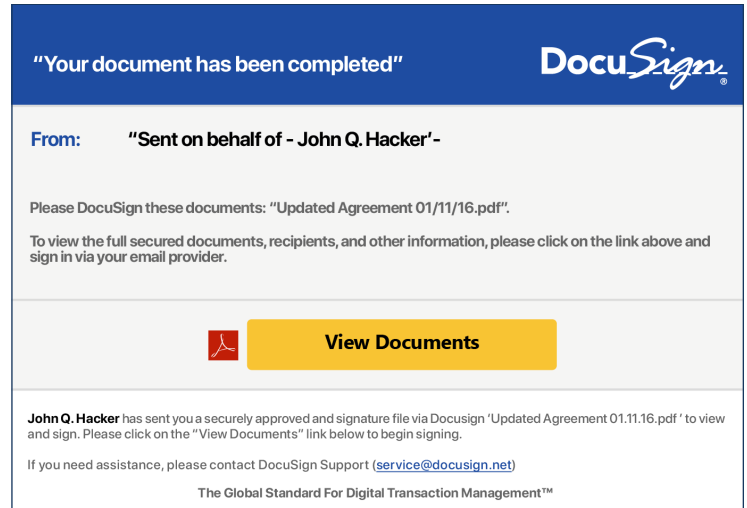 “Your document has been completed”
DocuSign®
From: “Sent on behalf of - John Q. Hacker’-
Please DocuSign these documents: “Updated Agreement 01/11/16.pdf”.
To view the full secured documents, recipients, and other information, please click on the link above and
sign in via your email provider.
View Documents
John Q. Hacker has sent you a securely approved and signature file via Docusign ‘Updated Agreement 01.11.16.pdf ’ to view
and sign. Please click on the “View Documents” link below to begin signing.
If you need assistance, please contact DocuSign Support (service@docusign.net)
The Global Standard For Digital Transaction Management™